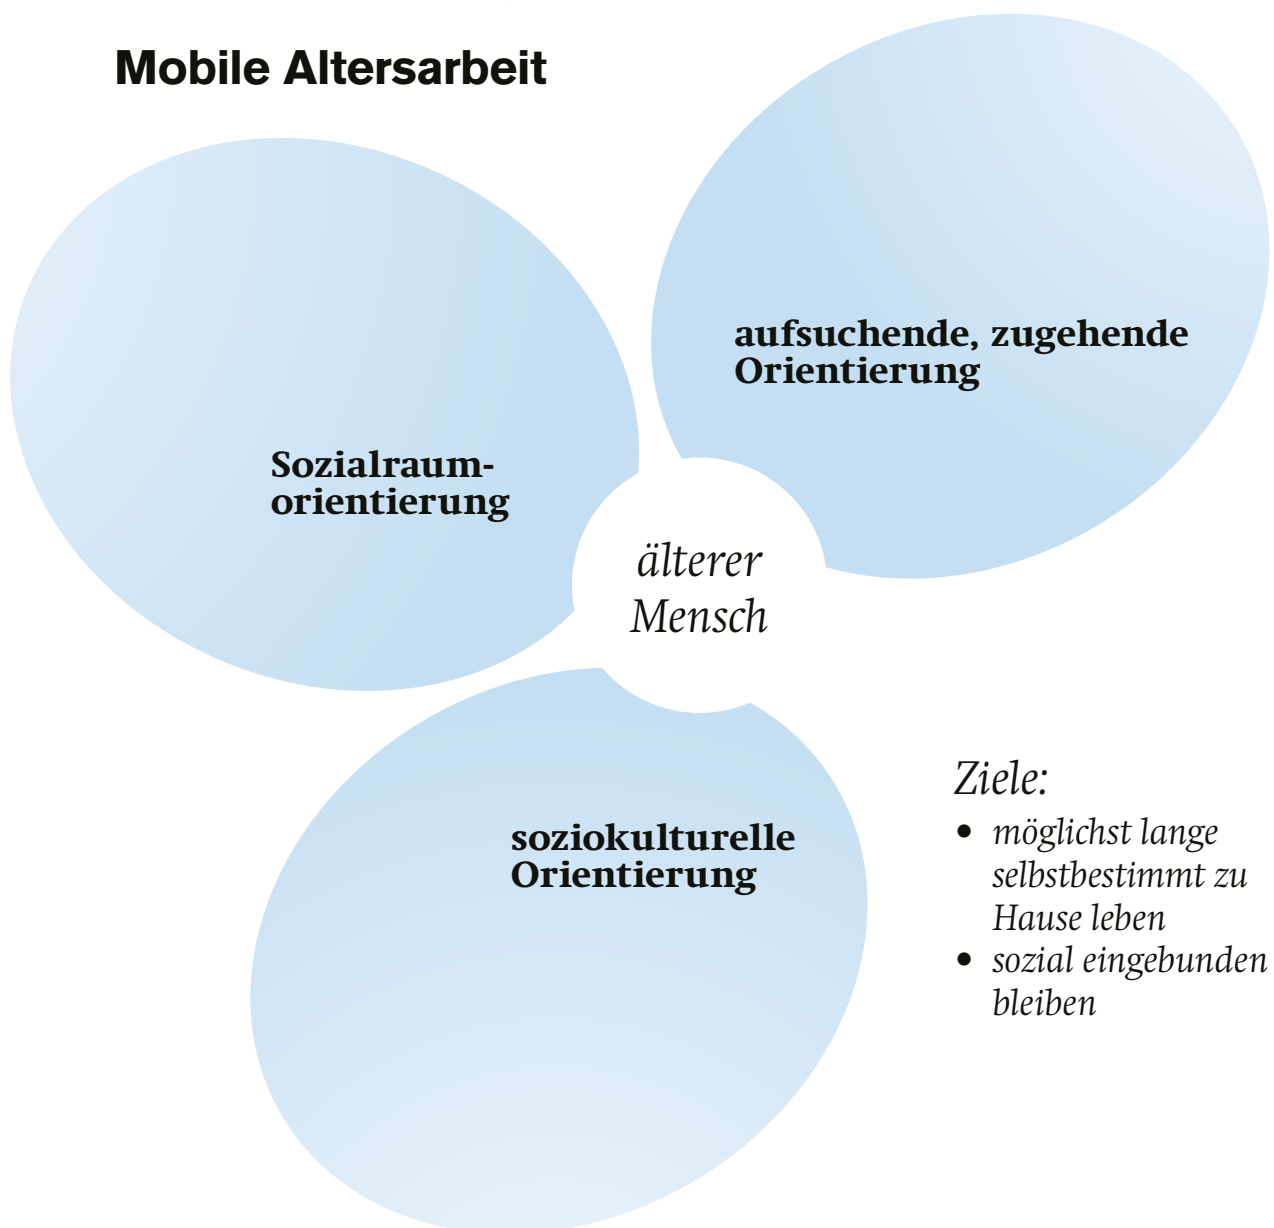 Mobile Altersarbeit
aufsuchende, zugehende
Orientierung
Sozialraum-
orientierung
älterer
Mensch
soziokulturelle
Orientierung
Ziele:
• möglichst lange
selbstbestimmt zu
Hause leben
• sozial eingebunden
bleiben